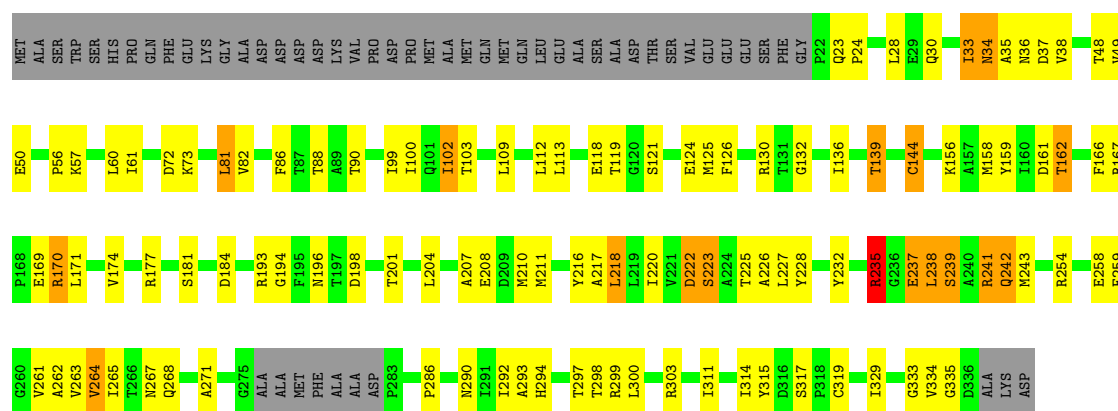 MET ALA SER TRP SER HIS PRO GLN PHE GLU LYS GLY ALA ASP ASP ASP ASP LYS VAL PRO ASP PRO MET ALA MET GLN MET GLN LEU GLU ALA SER ALA ASP THR SER VAL GLU GLU GLU SER PHE GLY P22 Q23 P24 L28 E29 Q30 I33 N34 A35 N36 D37 V38 T48 V49
E50 P56 K57 L60 I61 D72 K73 L81 V82 F86 T87 T88 A89 T90 I99 I100 Q101 I102 T103 L109 L112 L113 E118 T119 G120 S121 E124 M125 F126 R130 T131 G132 I136 T139 C144 K156 A157 M158 Y159 I160 D161 T162 F166 R167
P168 E169 R170 L171 V174 R177 S181 D184 R193 G194 F195 N196 T197 D198 T201 L204 A207 E208 D209 M210 M211 Y216 A217 L218 L219 I220 V221 D222 S223 A224 T225 A226 L227 Y228 Y232 R235 G236 E237 L238 S239 A240 R241 Q242 M243 R254 E258 F259
G260 V261 A262 V263 V264 I265 T266 N267 Q268 A271 G275 ALA ALA MET PHE ALA ALA ASP P283 P286 N290 I291 I292 A293 H294 T297 T298 R299 L300 R303 I311 I314 Y315 D316 S317 P318 C319 I329 G333 V334 G335 D336 ALA LYS ASP